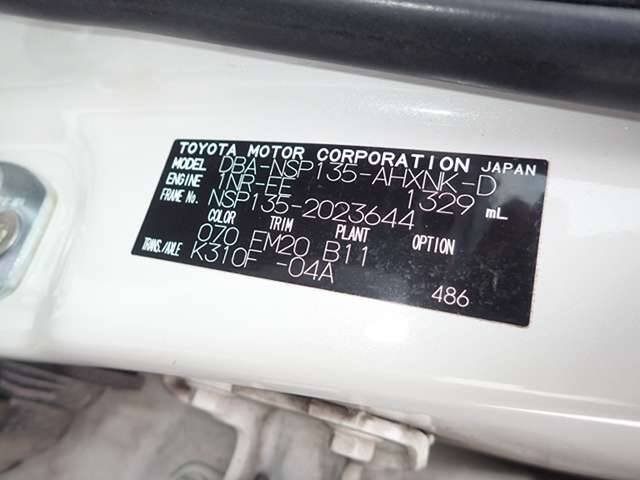 TOYOTA MOTOR CORPORATION JAPAN
MODEL DBA-NSP135-AHXNK-D
ENGINE 1NR-FE 1329 mL
FRAME No. NSP135-2023644
COLOR TRIM PLANT OPTION
070 FM20 B11
TRANS./AXLE K310F -04A
486